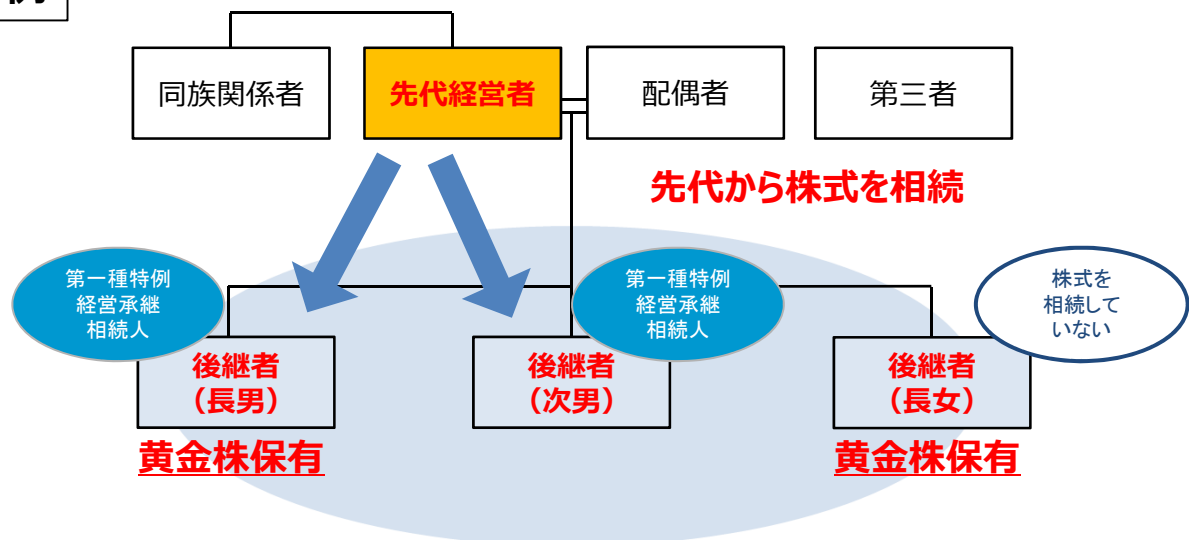 例
同族関係者
先代経営者
配偶者
第三者
先代から株式を相続
第一種特例
経営承継
相続人
第一種特例
経営承継
相続人
株式を
相続して
いない
後継者
（長男）
後継者
（次男）
後継者
（長女）
黄金株保有
黄金株保有